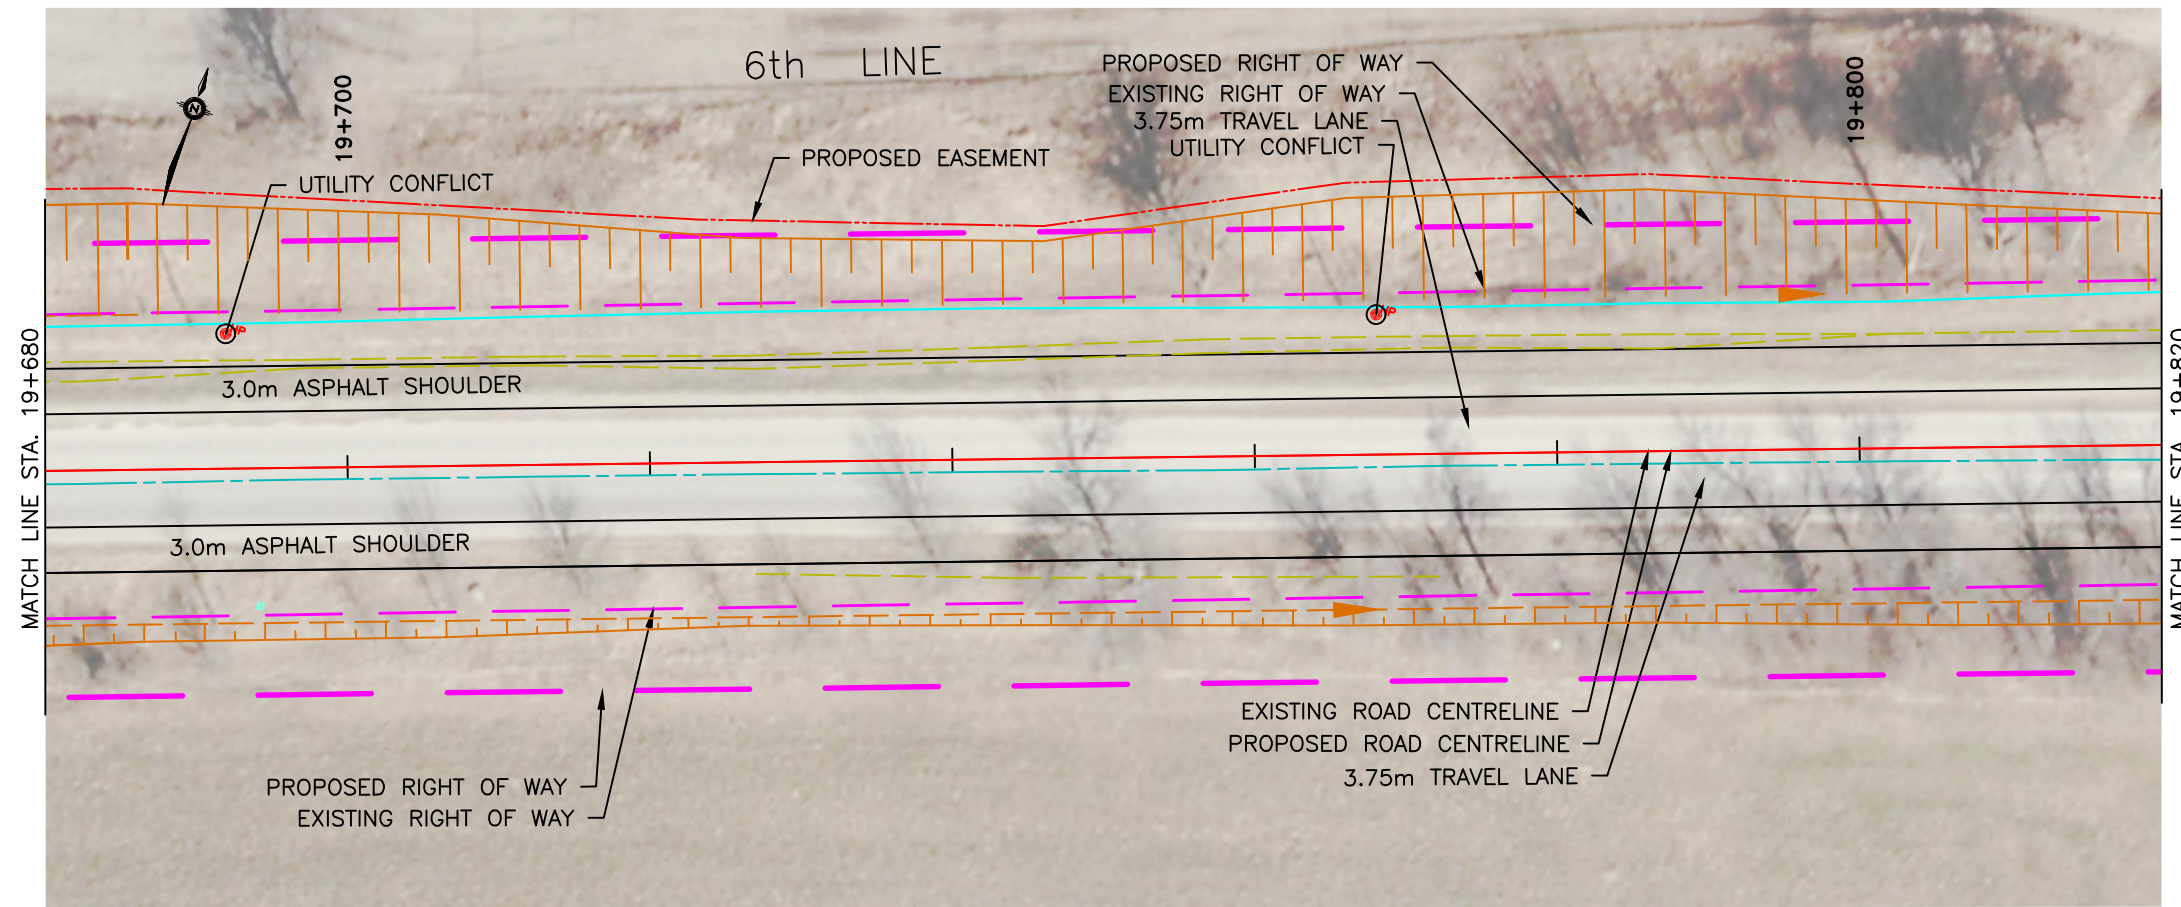 6th LINE
19+700
19+800
N
PROPOSED RIGHT OF WAY
EXISTING RIGHT OF WAY
3.75m TRAVEL LANE
UTILITY CONFLICT
PROPOSED EASEMENT
UTILITY CONFLICT
HP
HP
MATCH LINE STA. 19+680
MATCH LINE STA. 19+820
3.0m ASPHALT SHOULDER
3.0m ASPHALT SHOULDER
EXISTING ROAD CENTRELINE
PROPOSED ROAD CENTRELINE
3.75m TRAVEL LANE
PROPOSED RIGHT OF WAY
EXISTING RIGHT OF WAY